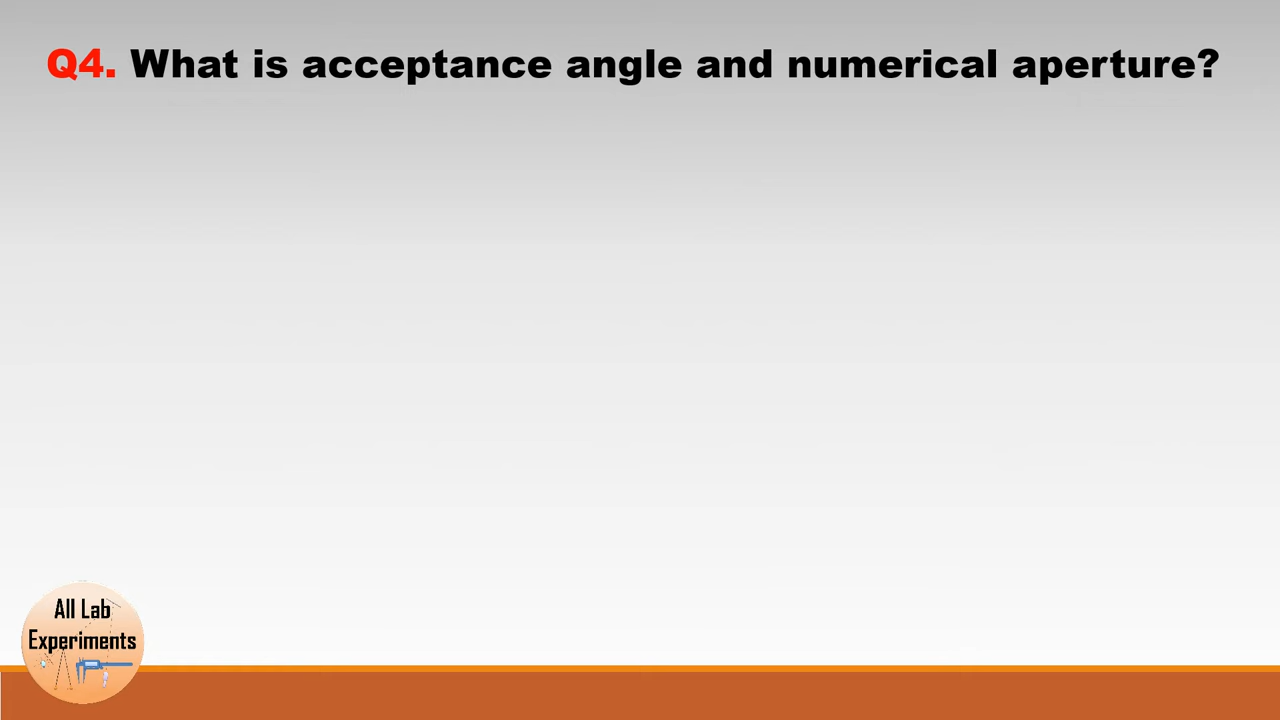 Q4. What is acceptance angle and numerical aperture?
All Lab
Experiments